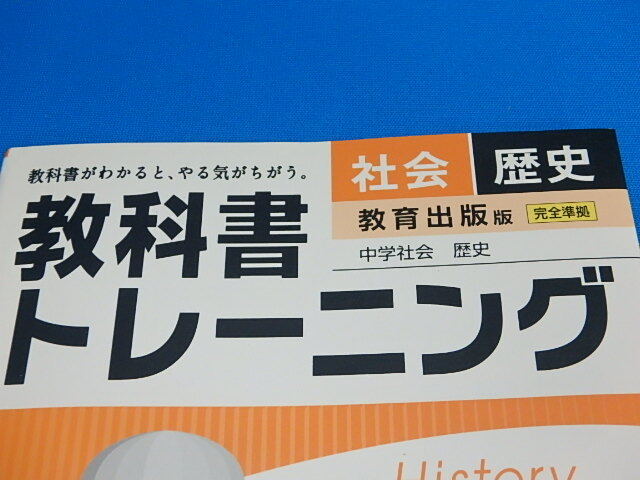 教科書がわかると、やる気がちがう。
教科書
トレーニング
社会 歴史
教育出版版 完全準拠
中学社会 歴史
History